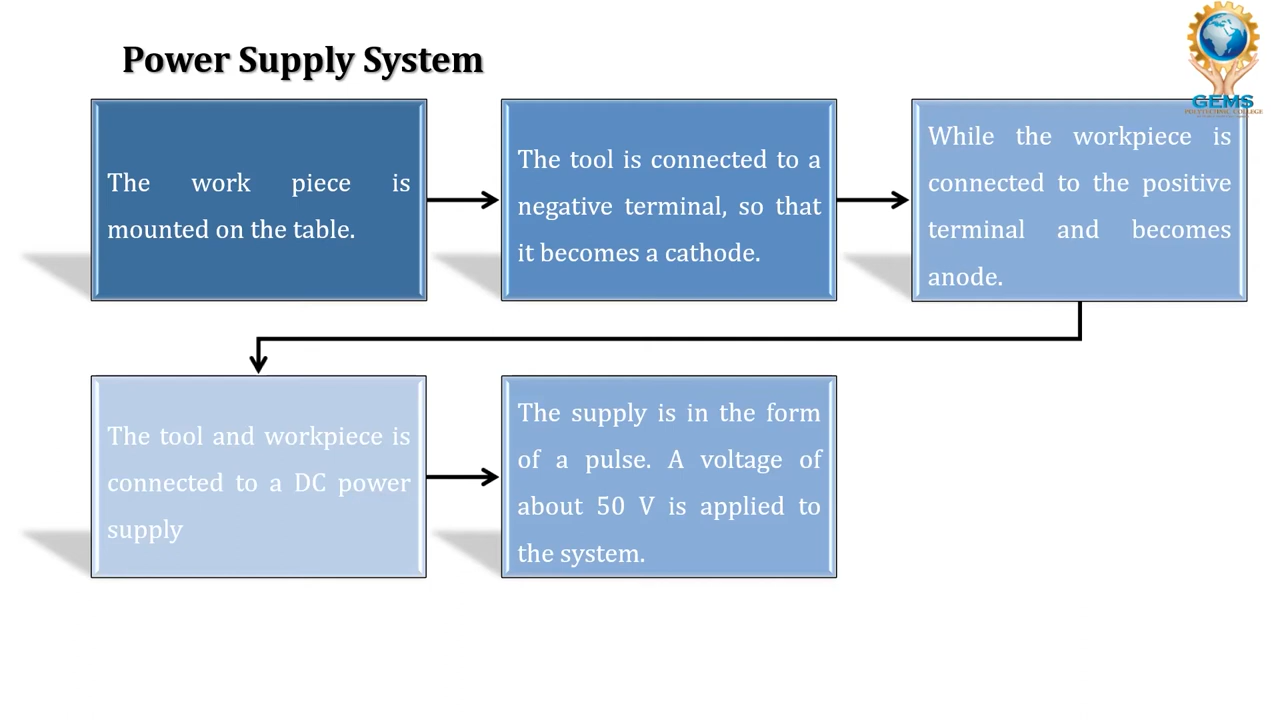 Power Supply System
GEMS
POLYTECHNIC COLLEGE
The work piece is
mounted on the table.
The tool is connected to a
negative terminal, so that
it becomes a cathode.
While the workpiece is
connected to the positive
terminal and becomes
anode.
The tool and workpiece is
connected to a DC power
supply
The supply is in the form
of a pulse. A voltage of
about 50 V is applied to
the system.